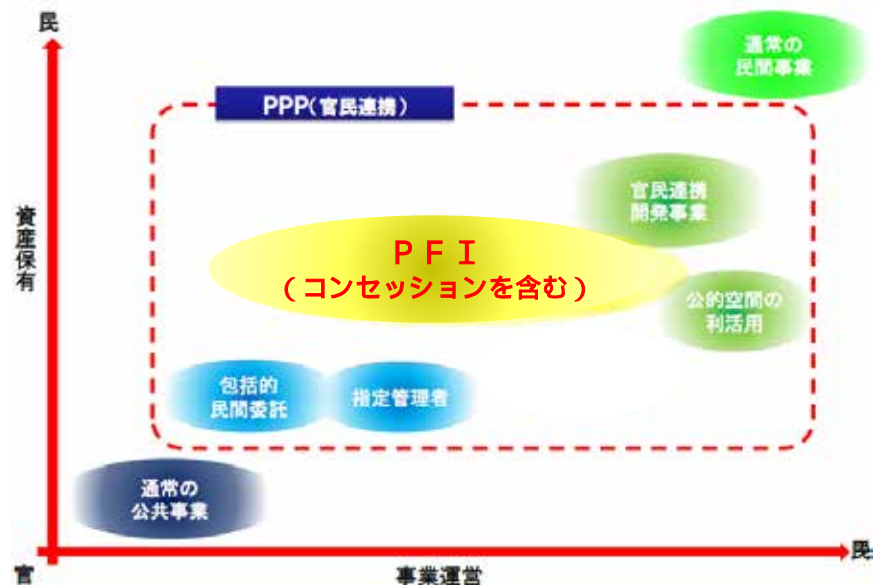 民
通常の
民間事業
PPP(官民連携)
官民連携
開発事業
資産保有
PFI
(コンセッションを含む)
公的空間の
利活用
包括的
民間委託
指定管理者
通常の
公共事業
民
官
事業運営